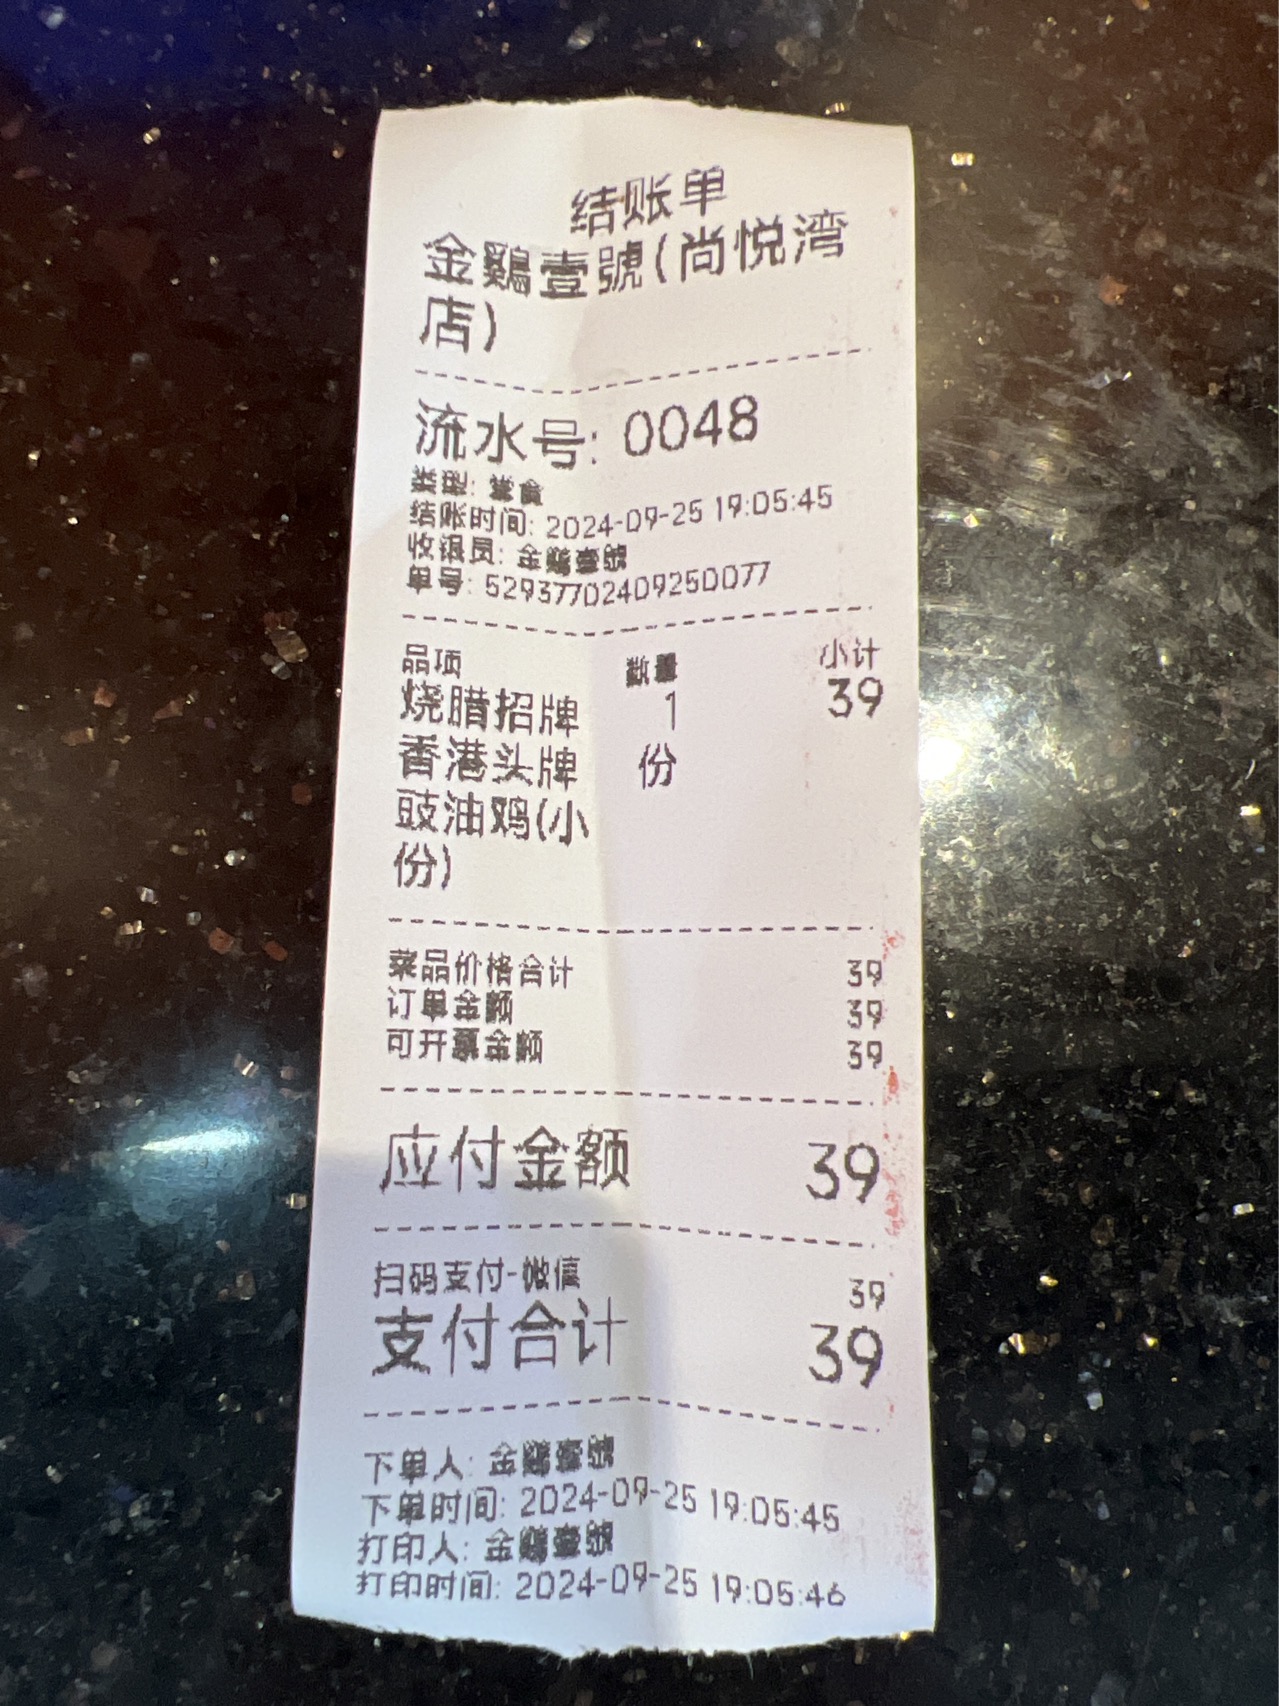 结账单
金鷄壹號(尚悦湾
店)
流水号: 0048
类型: 堂食
结账时间: 2024-09-25 19:05:45
收银员: 金鷄壹號
单号: 52937702409250077
品项 数量 小计
烧腊招牌 1 39
香港头牌 份
豉油鸡(小
份)
菜品价格合计 39
订单金额 39
可开票金额 39
应付金额 39
扫码支付-微信 39
支付合计 39
下单人: 金鷄壹號
下单时间: 2024-09-25 19:05:45
打印人: 金鷄壹號
打印时间: 2024-09-25 19:05:46